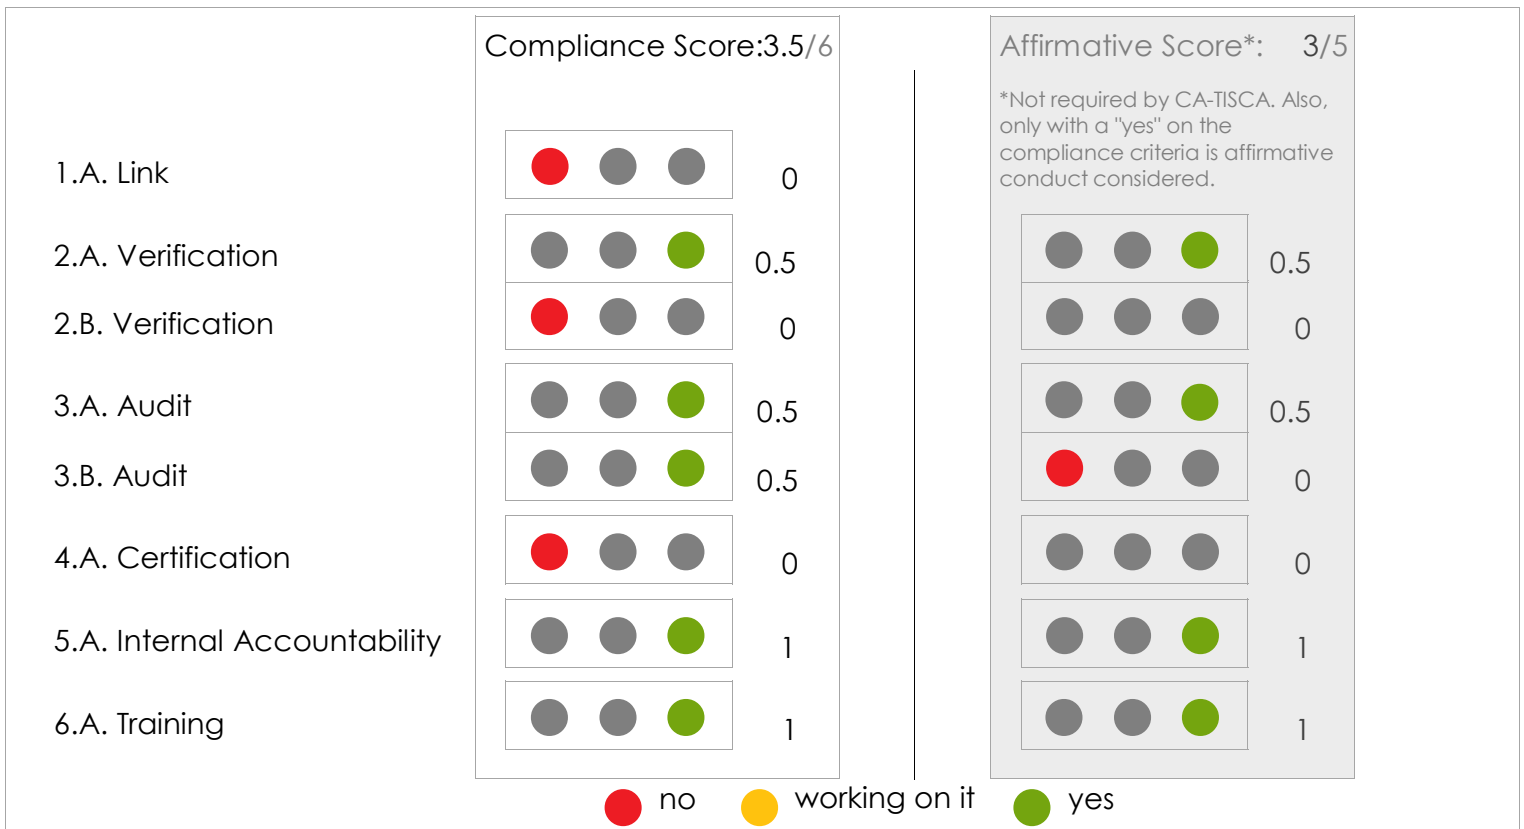 Compliance Score:3.5/6
Affirmative Score*: 3/5
*Not required by CA-TISCA. Also,
only with a "yes" on the
compliance criteria is affirmative
conduct considered.
1.A. Link 0
2.A. Verification 0.5 0.5
2.B. Verification 0 0
3.A. Audit 0.5 0.5
3.B. Audit 0.5 0
4.A. Certification 0 0
5.A. Internal Accountability 1 1
6.A. Training 1 1
no working on it yes